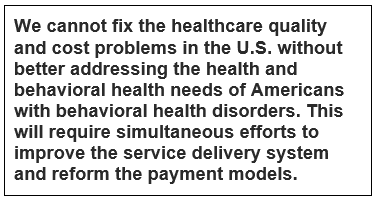 We cannot fix the healthcare quality
and cost problems in the U.S. without
better addressing the health and
behavioral health needs of Americans
with behavioral health disorders. This
will require simultaneous efforts to
improve the service delivery system
and reform the payment models.